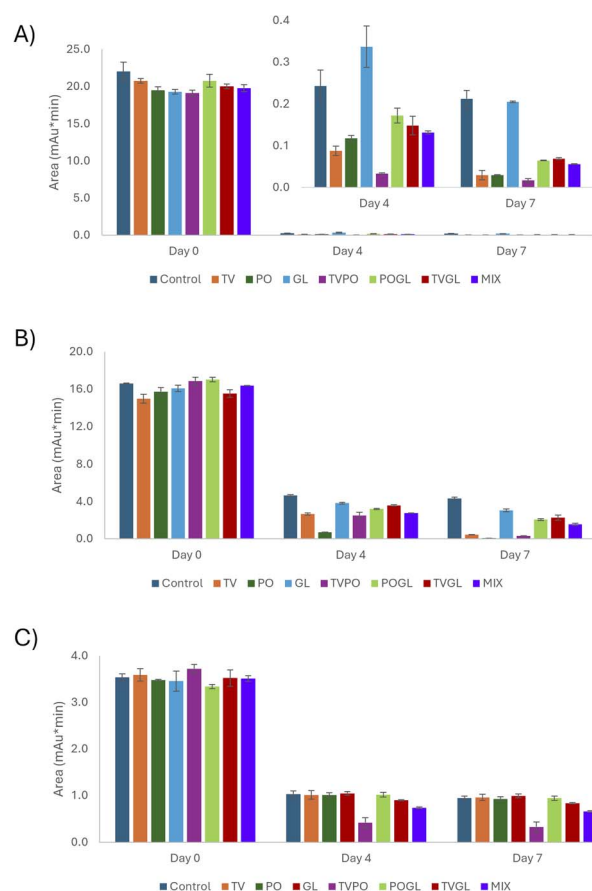 A)
Area (mAu*min)
25.0
20.0
15.0
10.0
5.0
0.0
0.4
0.3
0.2
0.1
0.0
Day 4 Day 7
Day 0 Day 4 Day 7
Control TV PO GL TVPO POGL TVGL MIX
B)
Area (mAu*min)
20.0
16.0
12.0
8.0
4.0
0.0
Day 0 Day 4 Day 7
Control TV PO GL TVPO POGL TVGL MIX
C)
Area (mAu*min)
4.0
3.0
2.0
1.0
0.0
Day 0 Day 4 Day 7
Control TV PO GL TVPO POGL TVGL MIX